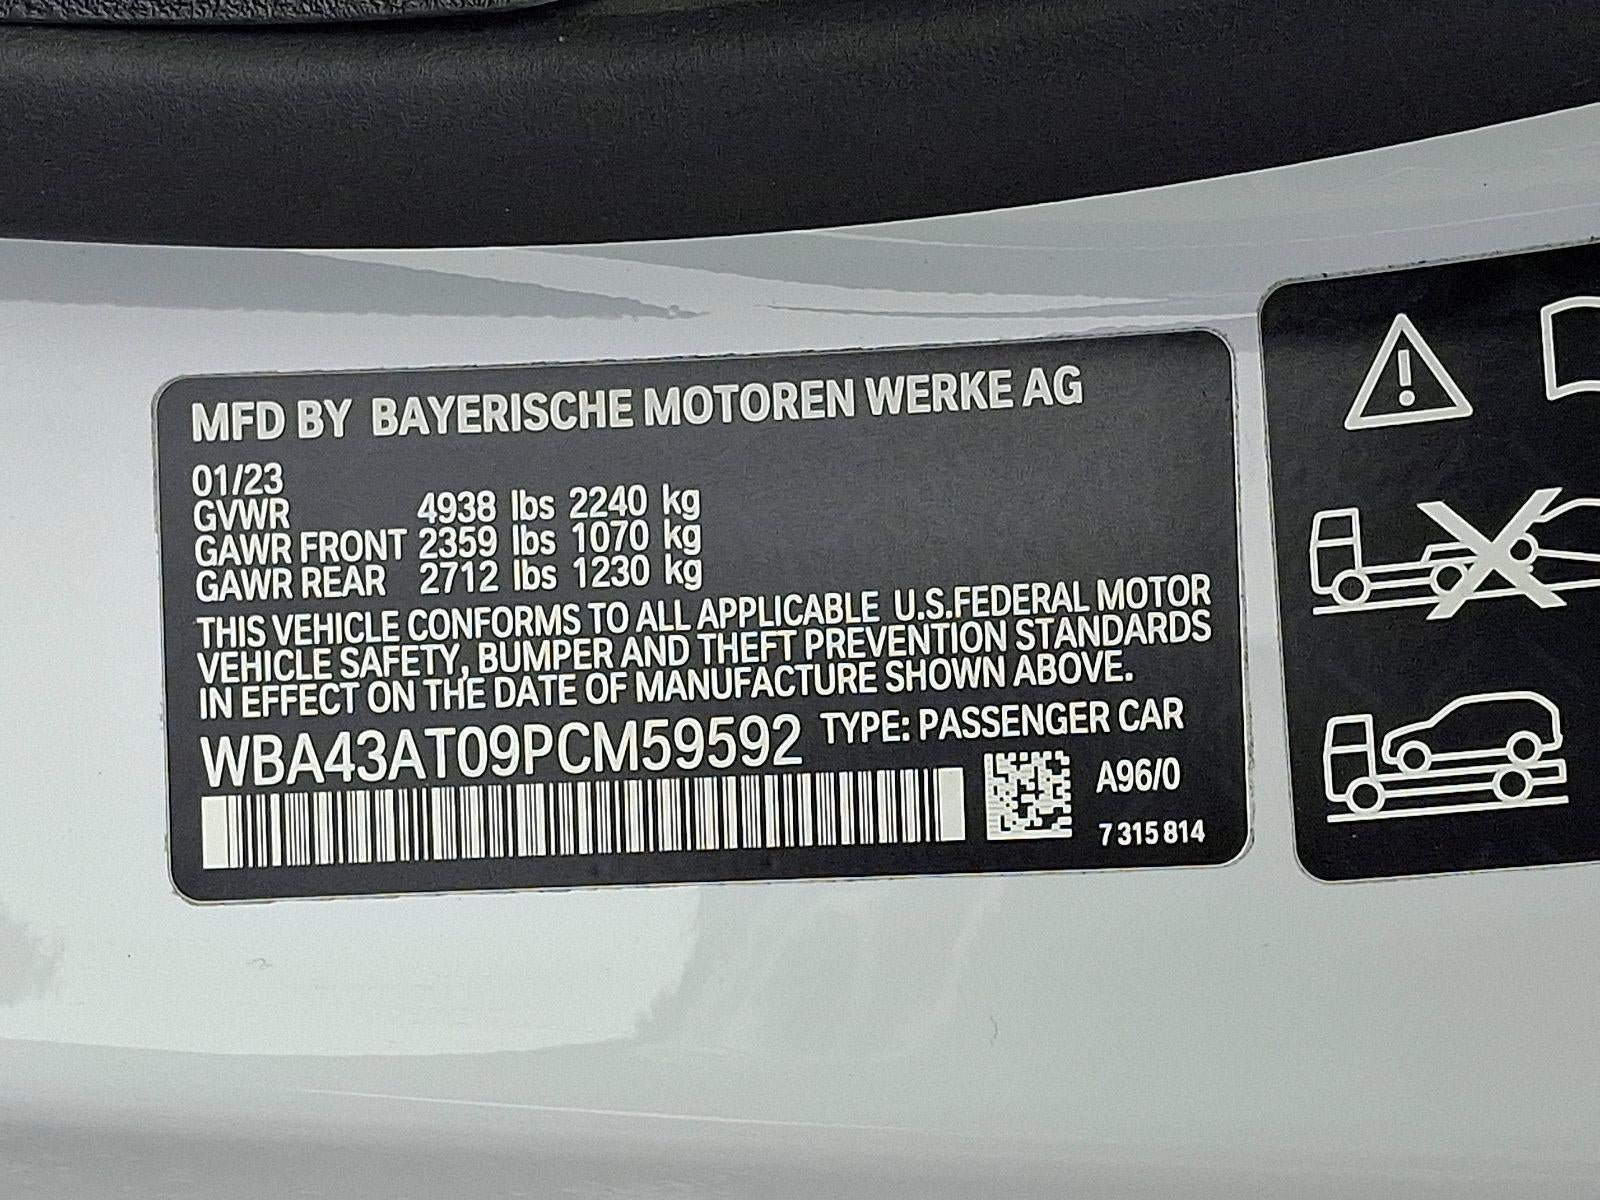 MFD BY BAYERISCHE MOTOREN WERKE AG
01/23
GVWR 4938 lbs 2240 kg
GAWR FRONT 2359 lbs 1070 kg
GAWR REAR 2712 lbs 1230 kg
THIS VEHICLE CONFORMS TO ALL APPLICABLE U.S.FEDERAL MOTOR
VEHICLE SAFETY, BUMPER AND THEFT PREVENTION STANDARDS
IN EFFECT ON THE DATE OF MANUFACTURE SHOWN ABOVE.
WBA43AT09PCM59592 TYPE: PASSENGER CAR
A96/0
7 315 814